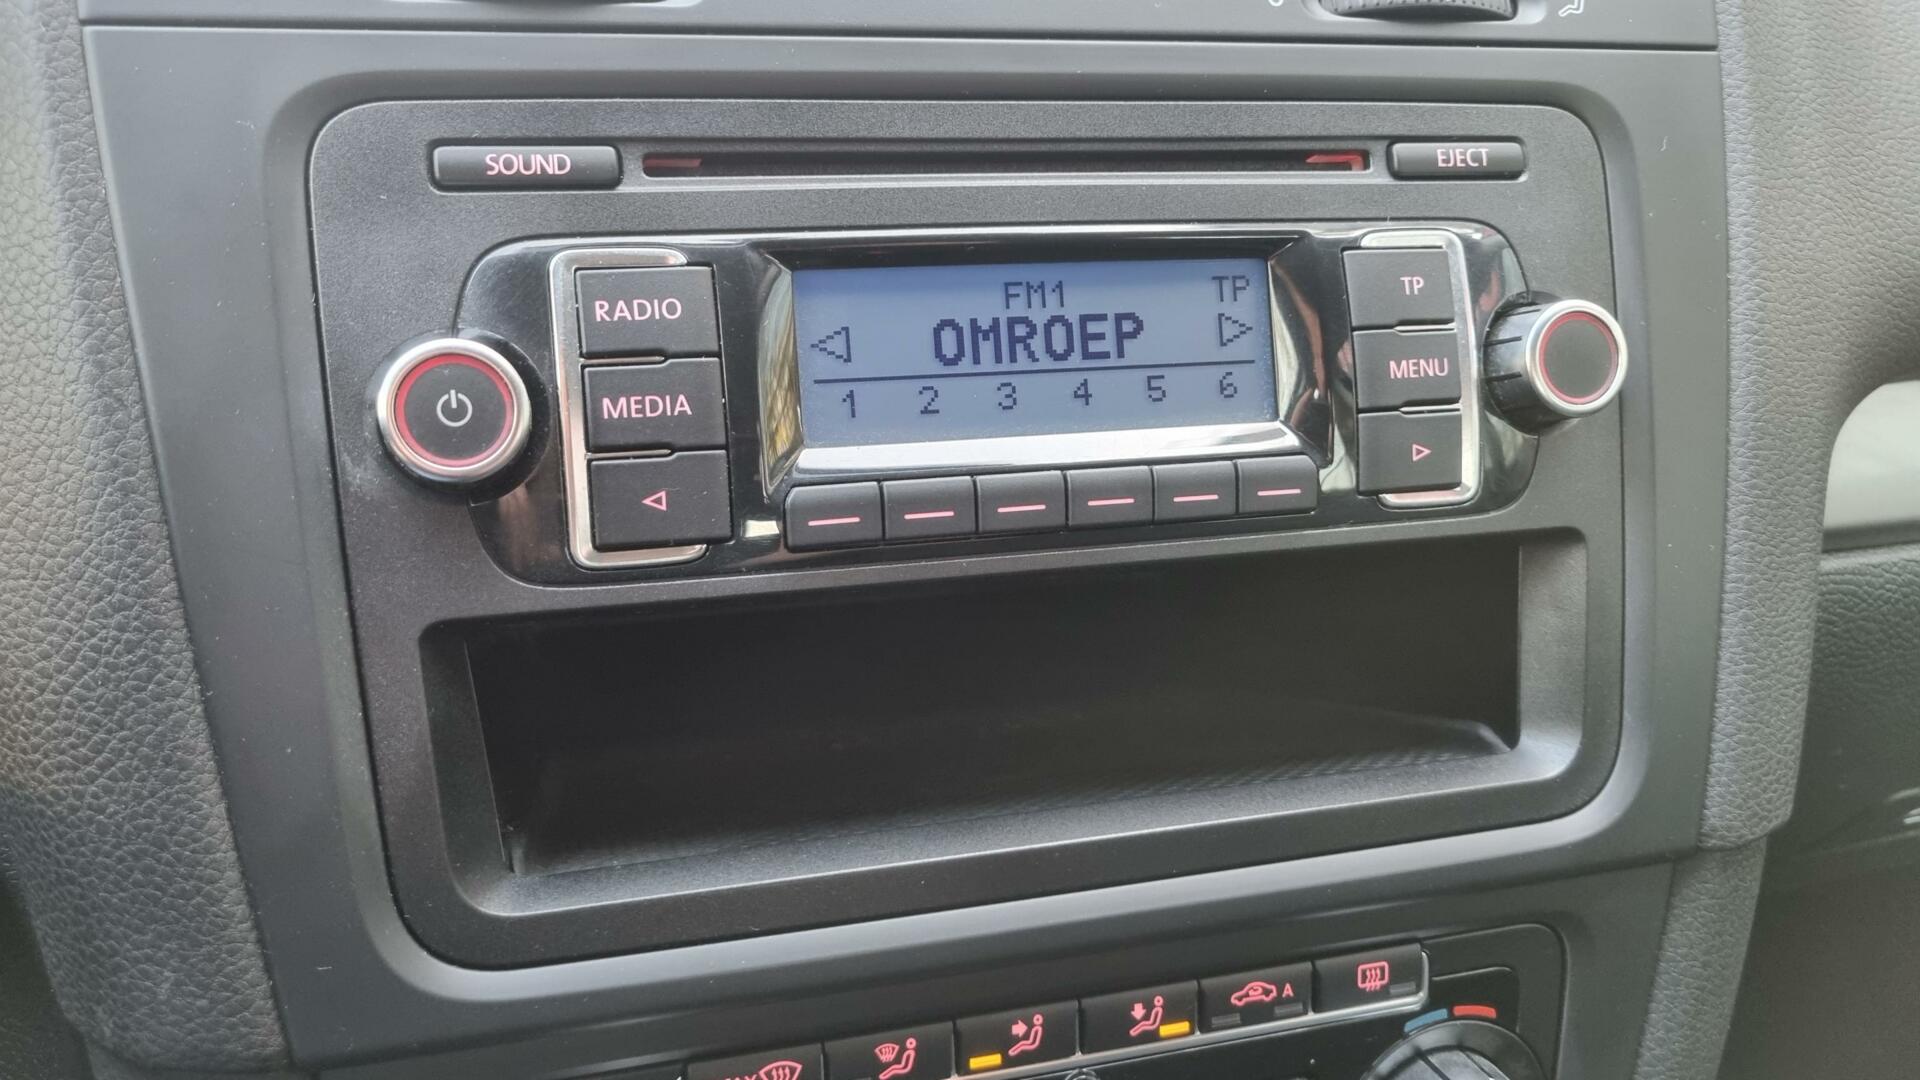 SOUND
EJECT
RADIO
MEDIA
FM1
TP
OMROEP
1 2 3 4 5 6
TP
MENU
A